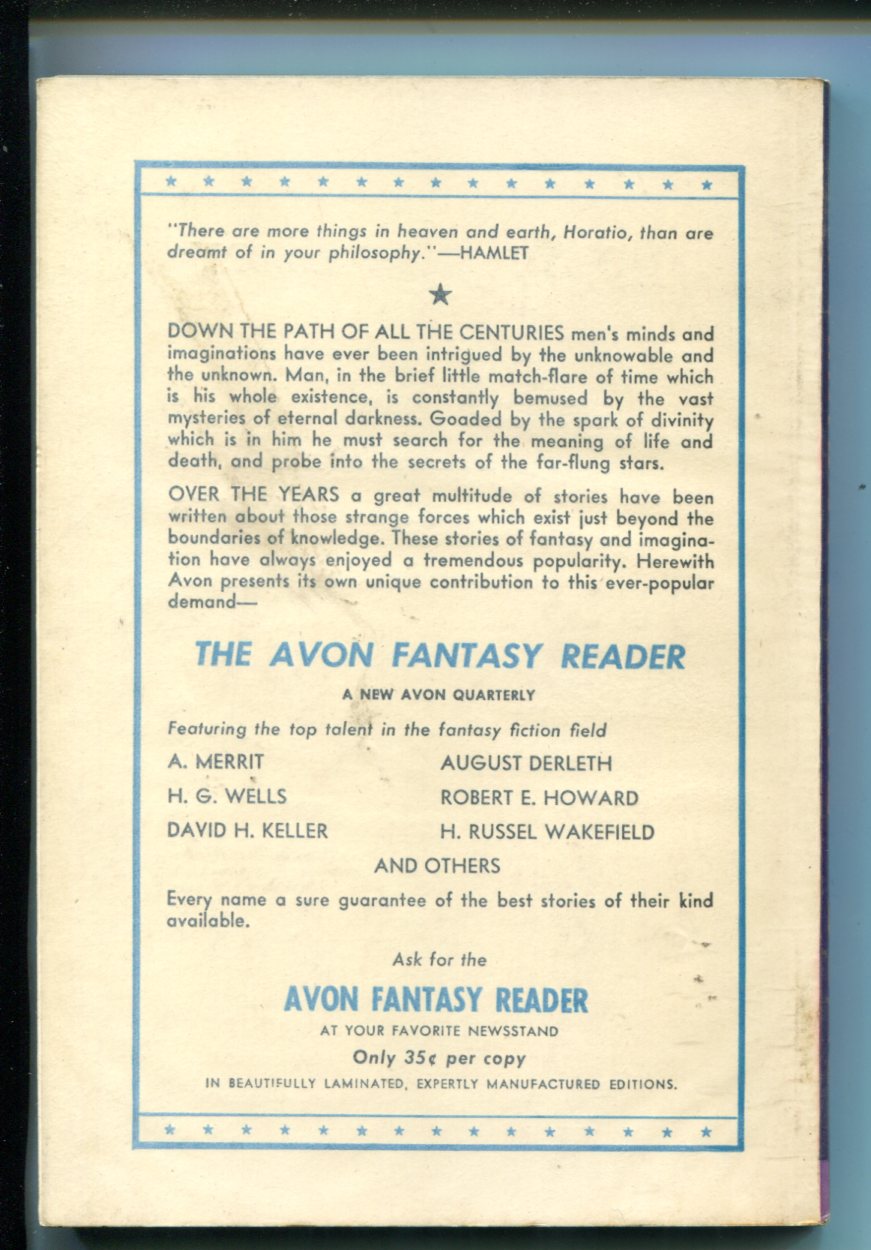 "There are more things in heaven and earth, Horatio, than are
dreamt of in your philosophy."—HAMLET
DOWN THE PATH OF ALL THE CENTURIES men's minds and
imaginations have ever been intrigued by the unknowable and
the unknown. Man, in the brief little match-flare of time which
is his whole existence, is constantly bemused by the vast
mysteries of eternal darkness. Goaded by the spark of divinity
which is in him he must search for the meaning of life and
death, and probe into the secrets of the far-flung stars.
OVER THE YEARS a great multitude of stories have been
written about those strange forces which exist just beyond the
boundaries of knowledge. These stories of fantasy and imagina-
tion have always enjoyed a tremendous popularity. Herewith
Avon presents its own unique contribution to this ever-popular
demand—
THE AVON FANTASY READER
A NEW AVON QUARTERLY
Featuring the top talent in the fantasy fiction field
A. MERRIT AUGUST DERLETH
H. G. WELLS ROBERT E. HOWARD
DAVID H. KELLER H. RUSSEL WAKEFIELD
AND OTHERS
Every name a sure guarantee of the best stories of their kind
available.
Ask for the
AVON FANTASY READER
AT YOUR FAVORITE NEWSSTAND
Only 35¢ per copy
IN BEAUTIFULLY LAMINATED, EXPERTLY MANUFACTURED EDITIONS.